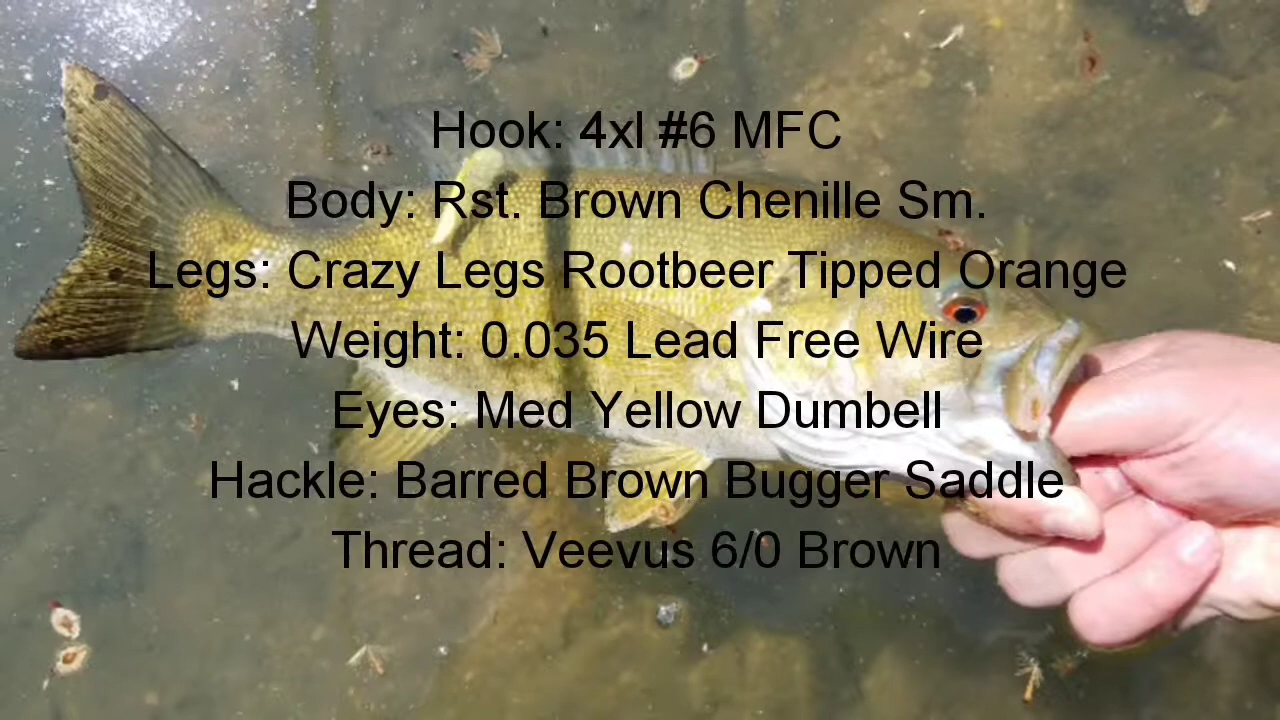 Hook: 4xl #6 MFC
Body: Rst. Brown Chenille Sm.
Legs: Crazy Legs Rootbeer Tipped Orange
Weight: 0.035 Lead Free Wire
Eyes: Med Yellow Dumbell
Hackle: Barred Brown Bugger Saddle
Thread: Veevus 6/0 Brown